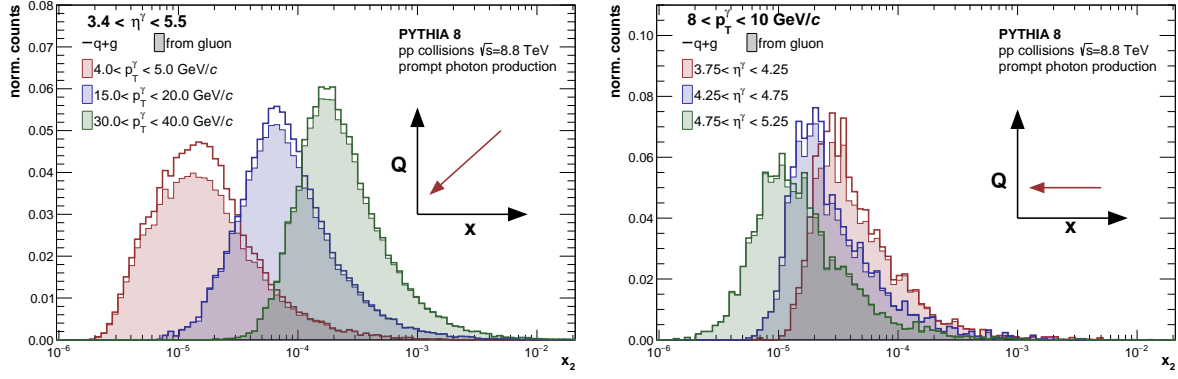 norm. counts
0.08
0.07
0.06
0.05
0.04
0.03
0.02
0.01
0.00
3.4 < η^γ < 5.5
q+g from gluon
4.0< p_T^γ < 5.0 GeV/c
15.0< p_T^γ < 20.0 GeV/c
30.0< p_T^γ < 40.0 GeV/c
PYTHIA 8
pp collisions √s=8.8 TeV
prompt photon production
Q
x
10^-6 10^-5 10^-4 10^-3 10^-2
x_2
norm. counts
0.10
0.08
0.06
0.04
0.02
0.00
8 < p_T^γ < 10 GeV/c
q+g from gluon
3.75< η^γ < 4.25
4.25< η^γ < 4.75
4.75< η^γ < 5.25
PYTHIA 8
pp collisions √s=8.8 TeV
prompt photon production
Q
x
10^-6 10^-5 10^-4 10^-3 10^-2
x_2